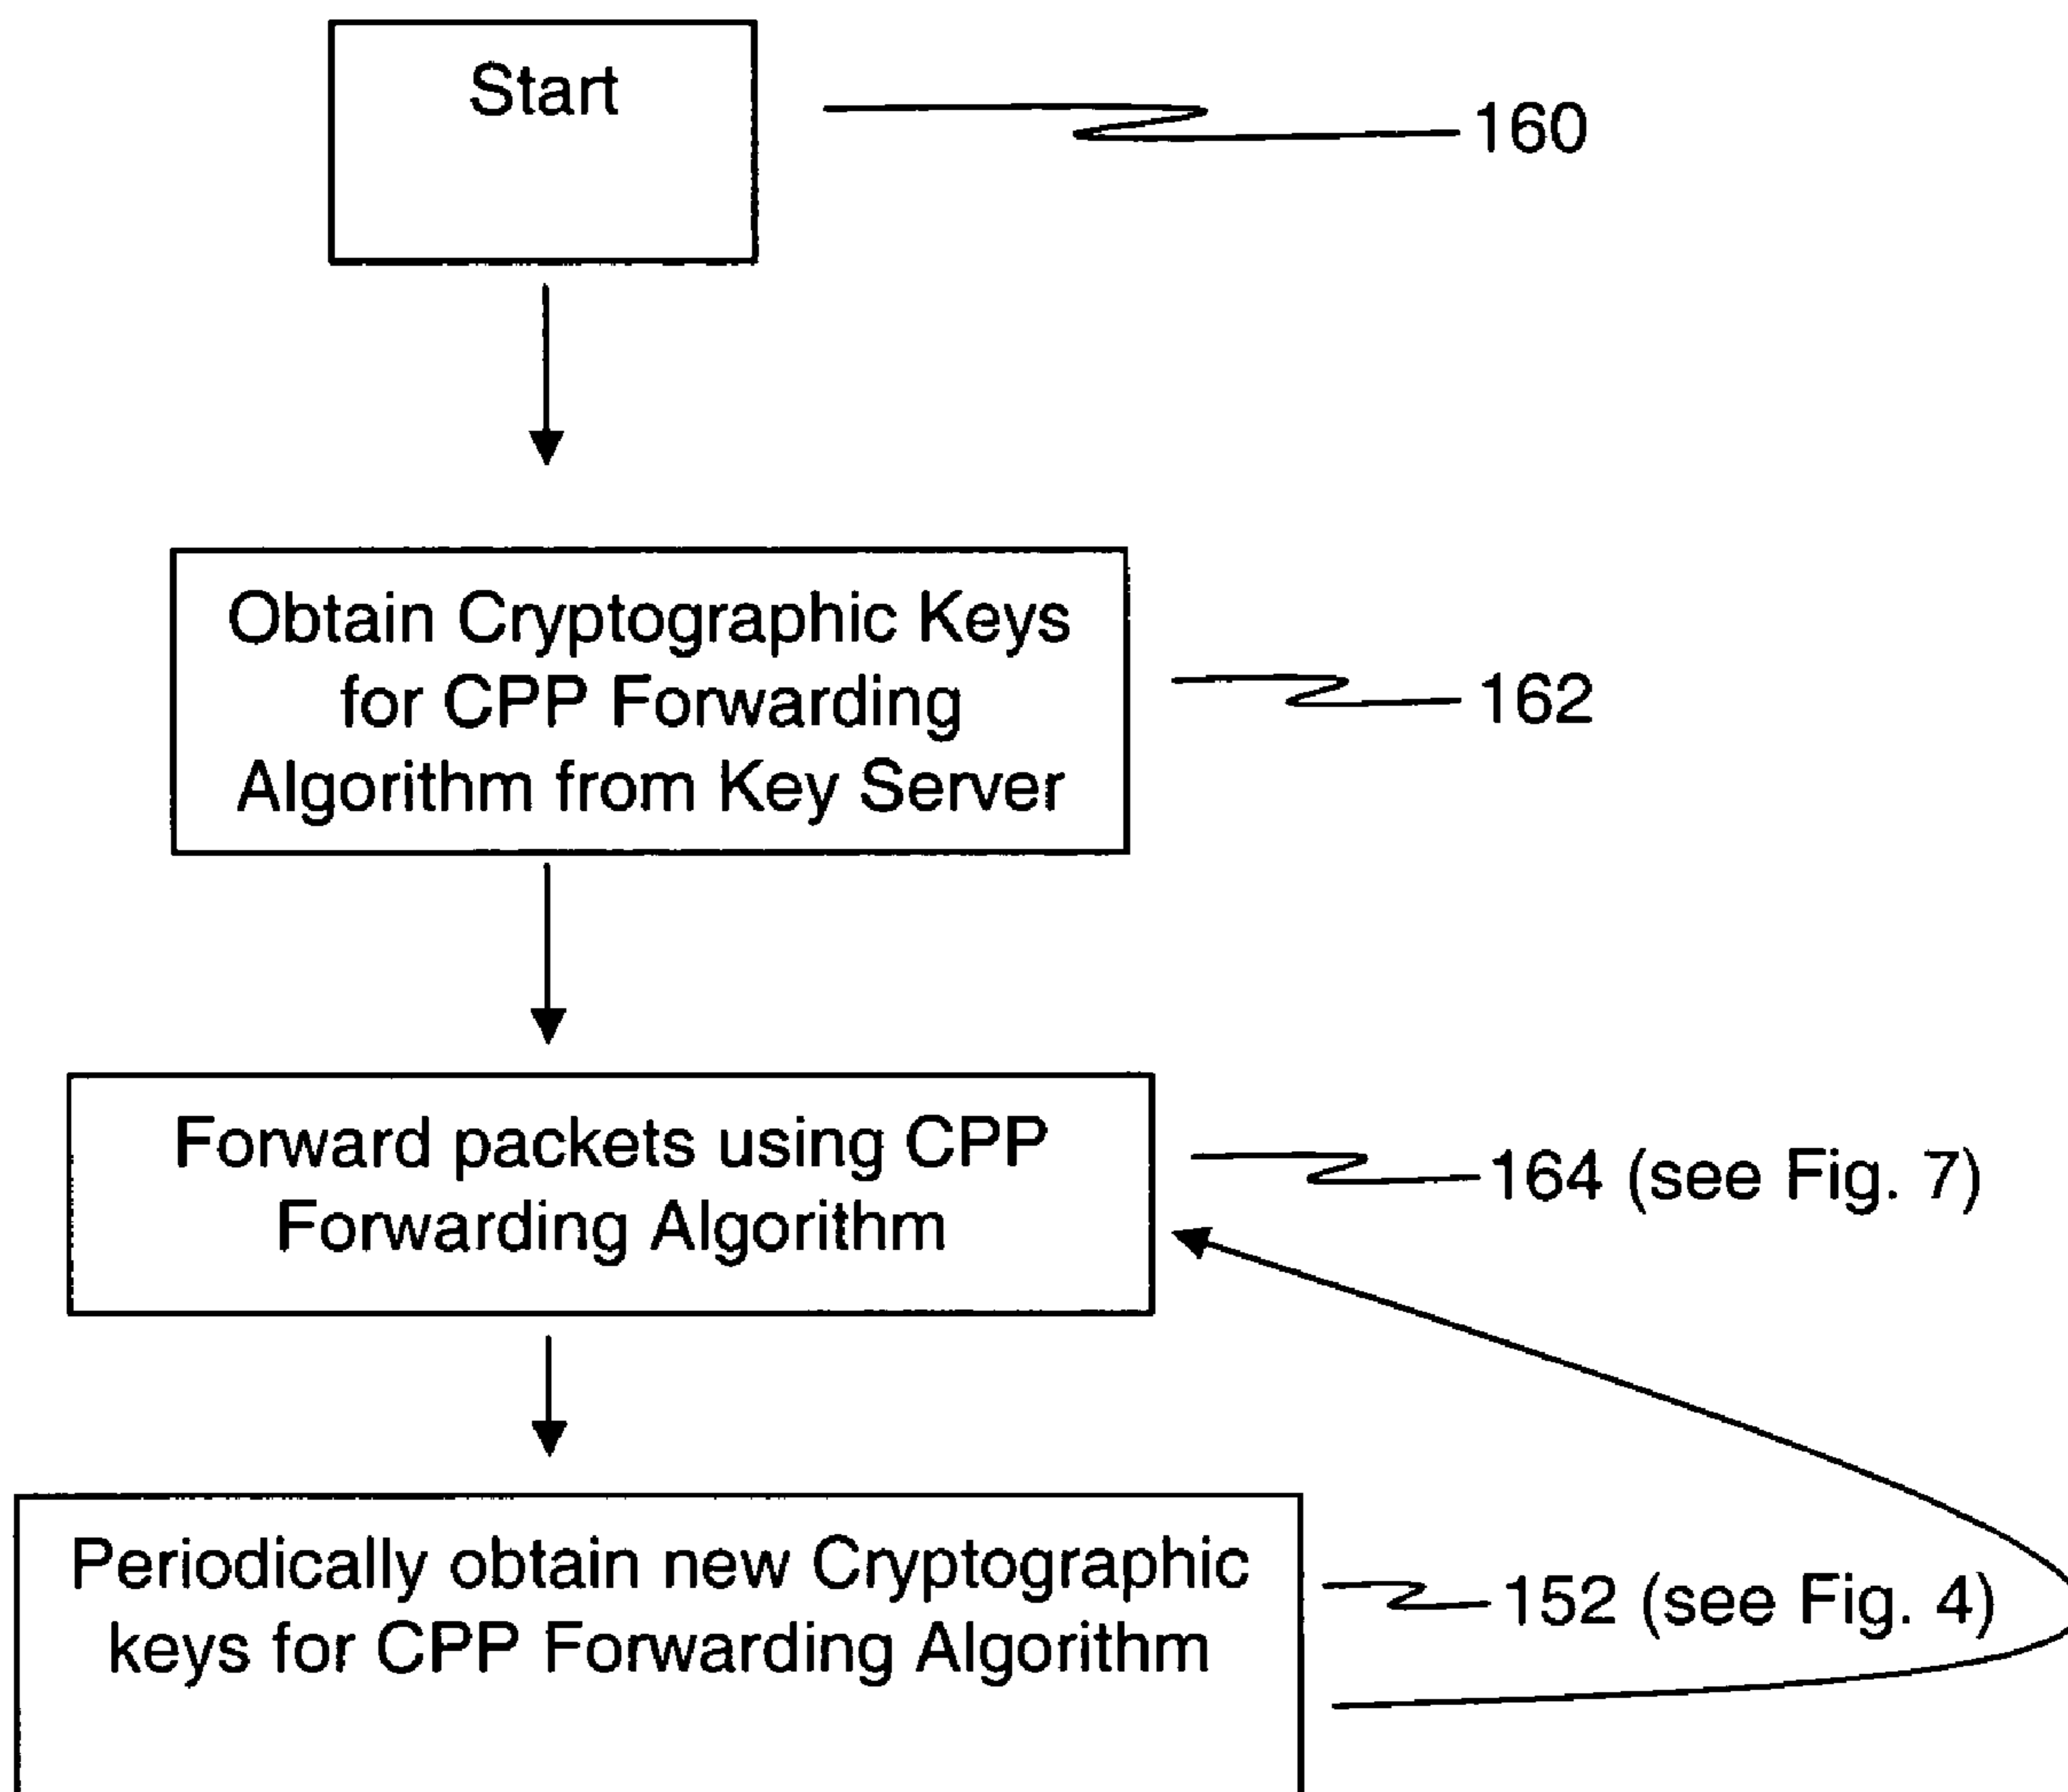 Start
160
Obtain Cryptographic Keys
for CPP Forwarding
Algorithm from Key Server
162
Forward packets using CPP
Forwarding Algorithm
164 (see Fig. 7)
Periodically obtain new Cryptographic
keys for CPP Forwarding Algorithm
152 (see Fig. 4)